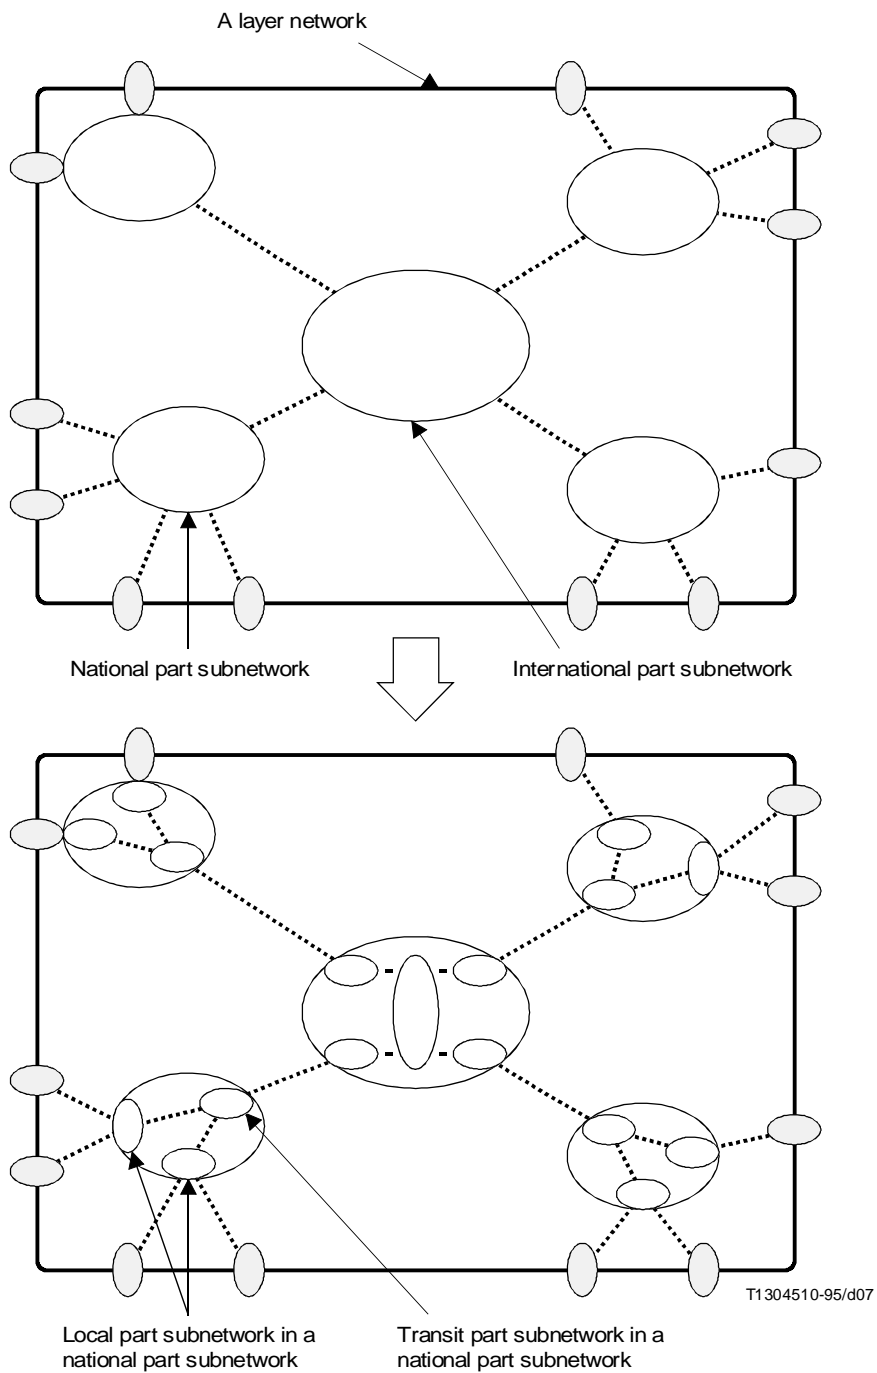 A layer network
National part subnetwork
International part subnetwork
T1304510-95/d07
Local part subnetwork in a
national part subnetwork
Transit part subnetwork in a
national part subnetwork